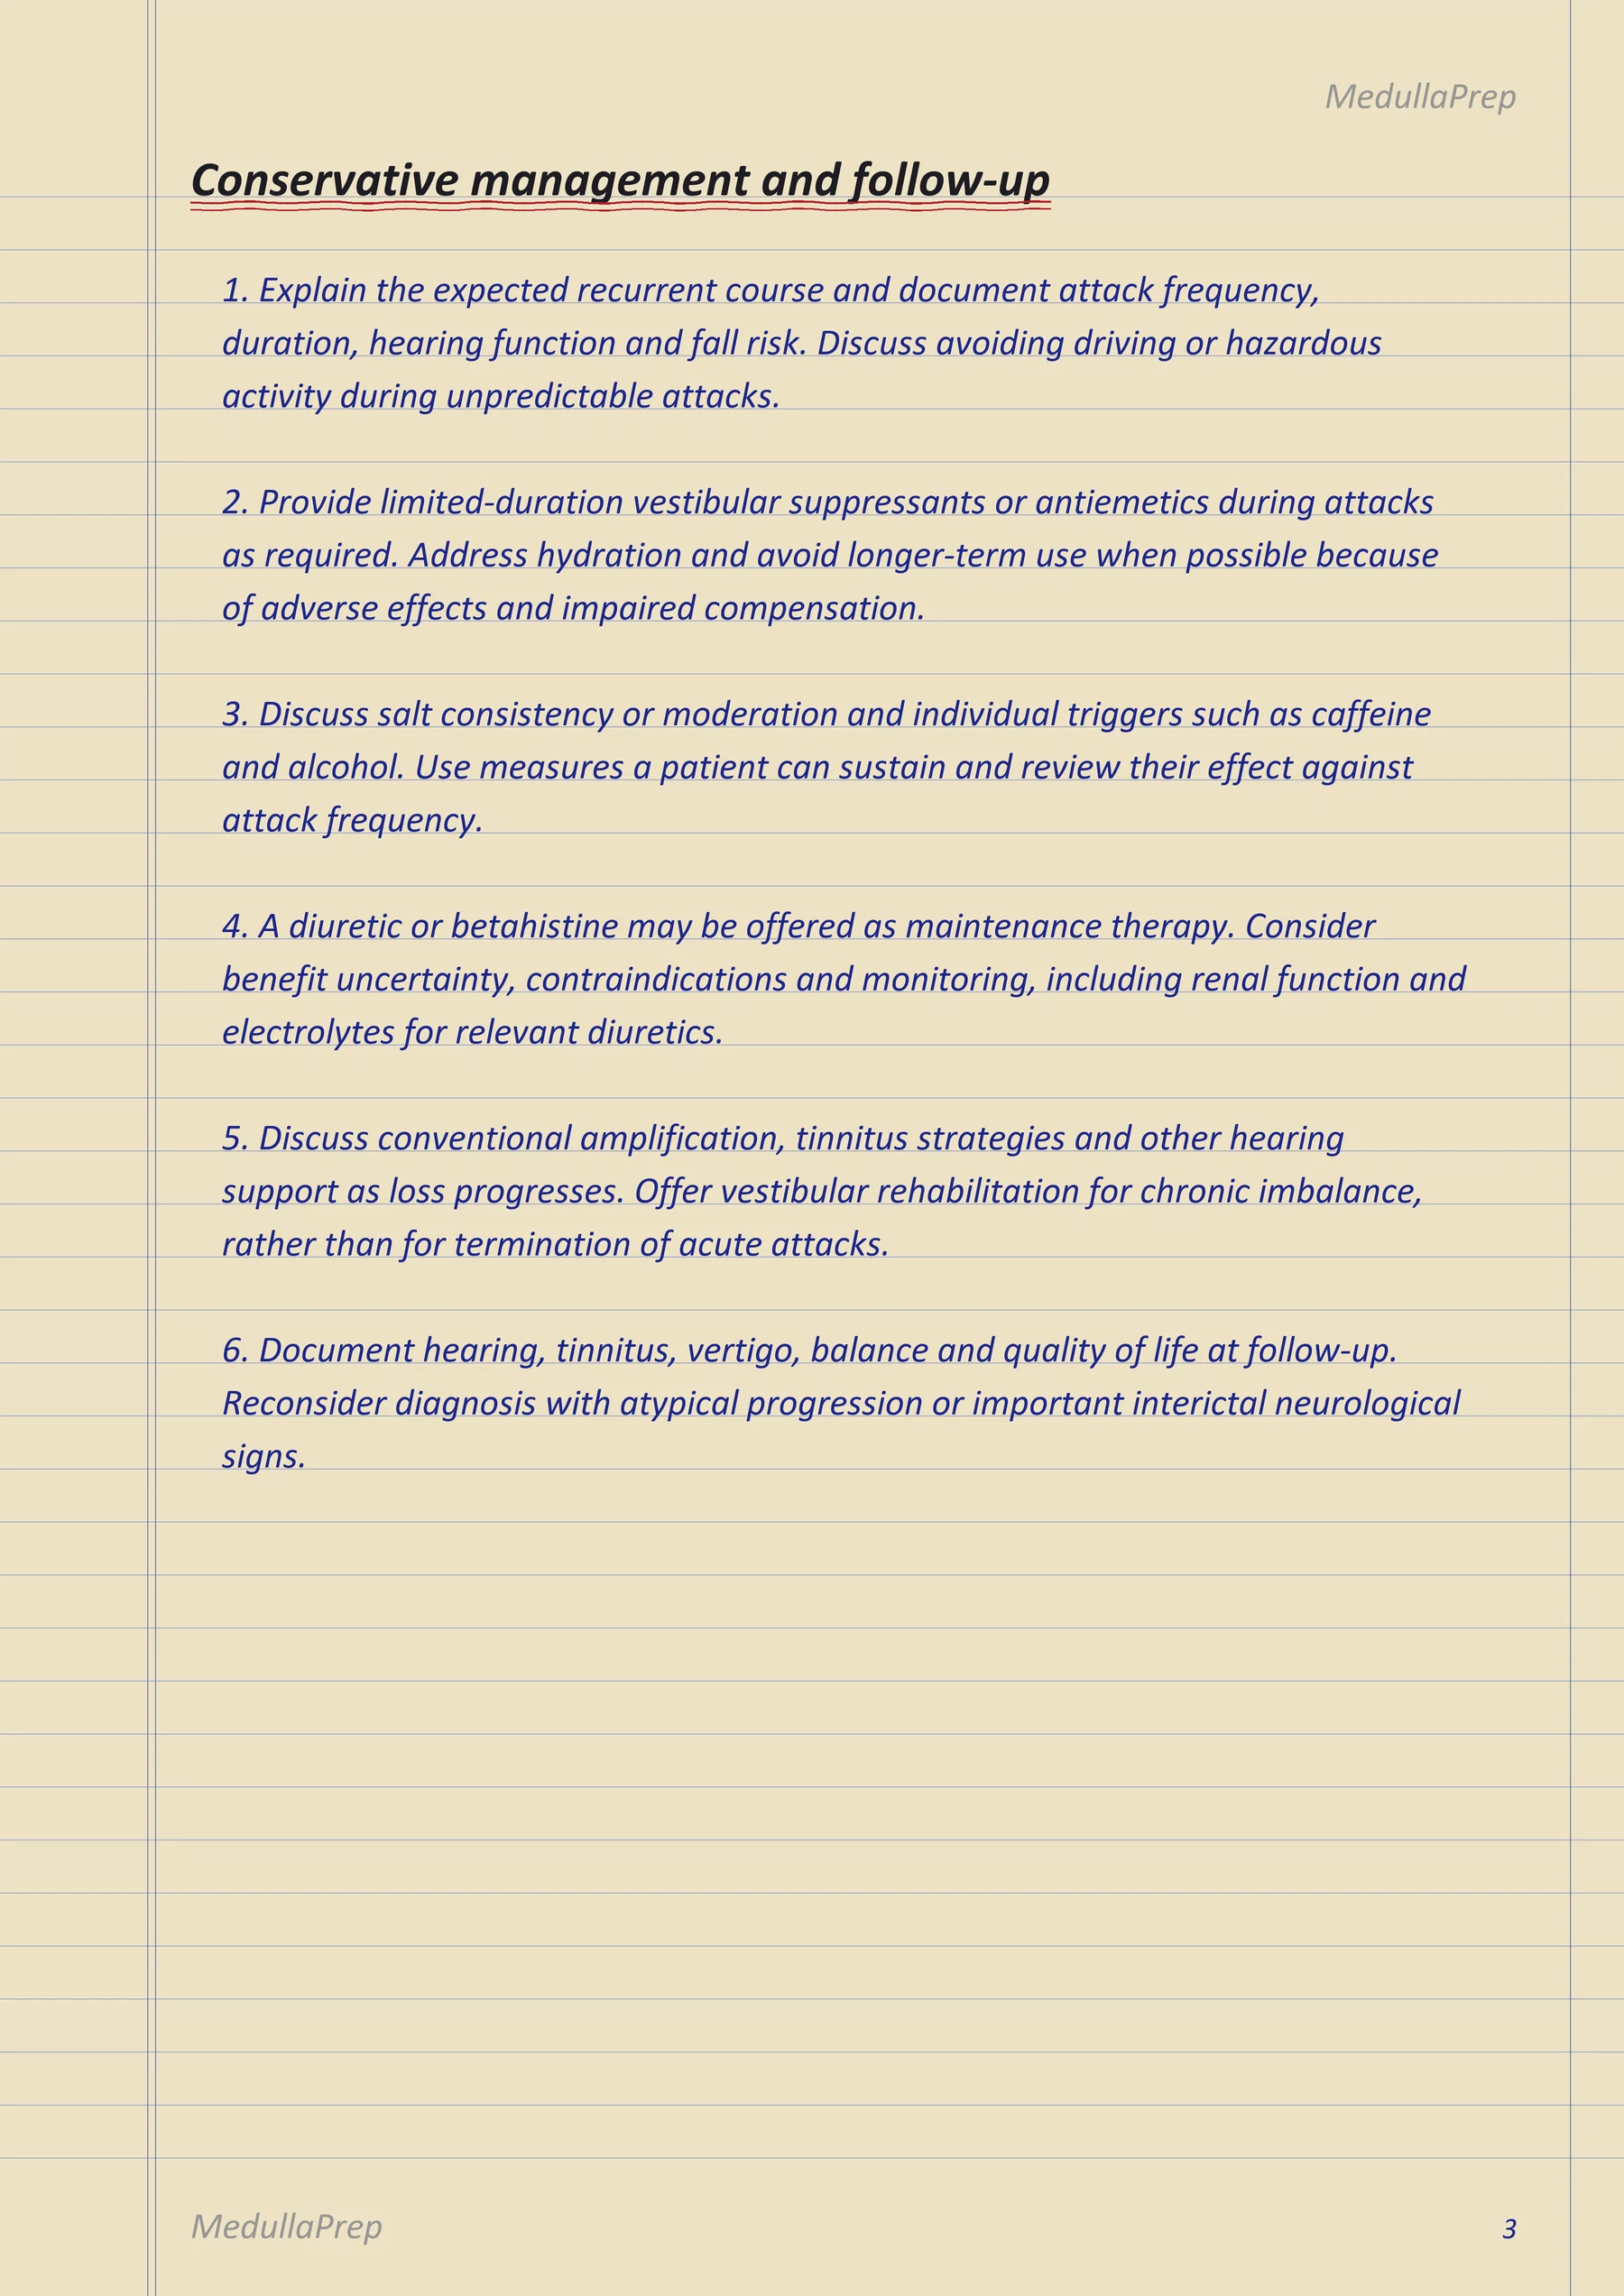 MedullaPrep
Conservative management and follow-up
1. Explain the expected recurrent course and document attack frequency,
duration, hearing function and fall risk. Discuss avoiding driving or hazardous
activity during unpredictable attacks.
2. Provide limited-duration vestibular suppressants or antiemetics during attacks
as required. Address hydration and avoid longer-term use when possible because
of adverse effects and impaired compensation.
3. Discuss salt consistency or moderation and individual triggers such as caffeine
and alcohol. Use measures a patient can sustain and review their effect against
attack frequency.
4. A diuretic or betahistine may be offered as maintenance therapy. Consider
benefit uncertainty, contraindications and monitoring, including renal function and
electrolytes for relevant diuretics.
5. Discuss conventional amplification, tinnitus strategies and other hearing
support as loss progresses. Offer vestibular rehabilitation for chronic imbalance,
rather than for termination of acute attacks.
6. Document hearing, tinnitus, vertigo, balance and quality of life at follow-up.
Reconsider diagnosis with atypical progression or important interictal neurological
signs.
MedullaPrep
3